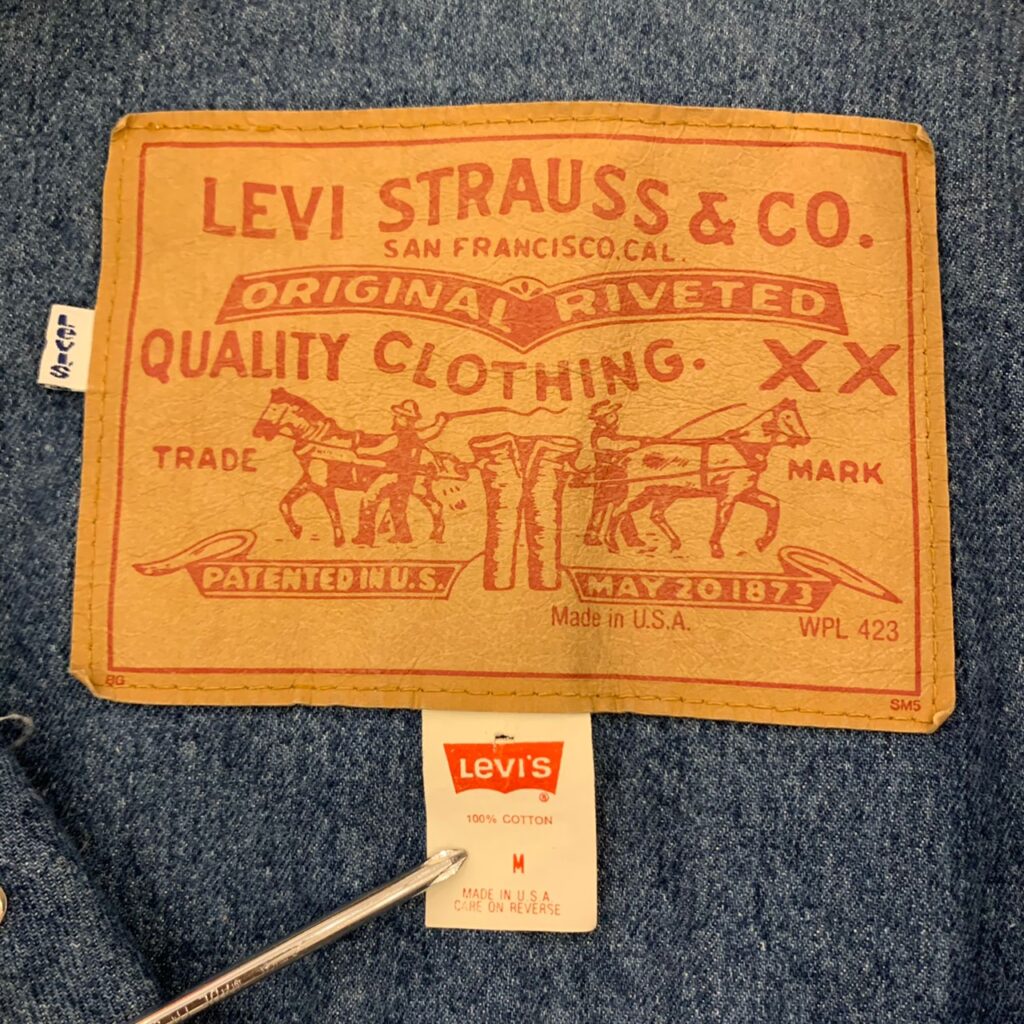 LEVI STRAUSS & CO.
SAN FRANCISCO, CAL.
ORIGINAL RIVETED
QUALITY CLOTHING. XX
LEVI'S
TRADE MARK
PATENTED IN U.S. MAY 20 1873
Made in U.S.A. WPL 423
RG SM5
LEVI'S ®
100% COTTON
M
MADE IN U.S.A
CARE ON REVERSE